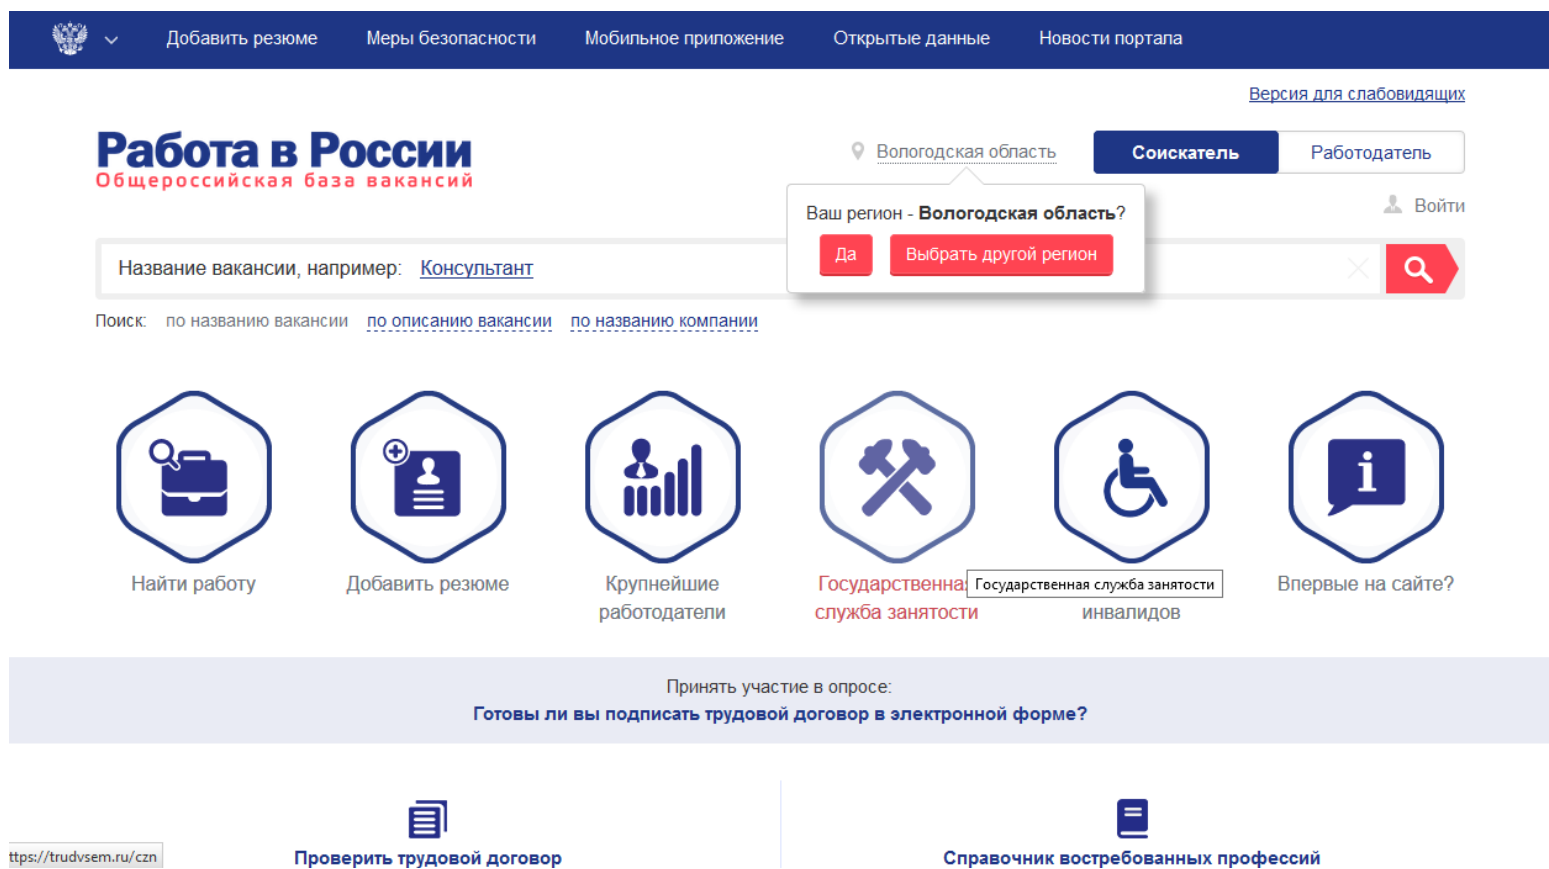 Добавить резюме Меры безопасности Мобильное приложение Открытые данные Новости портала
Версия для слабовидящих
Работа в России
Общероссийская база вакансий
Вологодская область Соискатель Работодатель
Войти
Ваш регион - Вологодская область?
Да Выбрать другой регион
Название вакансии, например: Консультант
Поиск: по названию вакансии по описанию вакансии по названию компании
Найти работу
Добавить резюме
Крупнейшие
работодатели
Государственная
служба занятости
Государственная служба занятости
инвалидов
Впервые на сайте?
Принять участие в опросе:
Готовы ли вы подписать трудовой договор в электронной форме?
ttps://trudvsem.ru/czn
Проверить трудовой договор
Справочник востребованных профессий